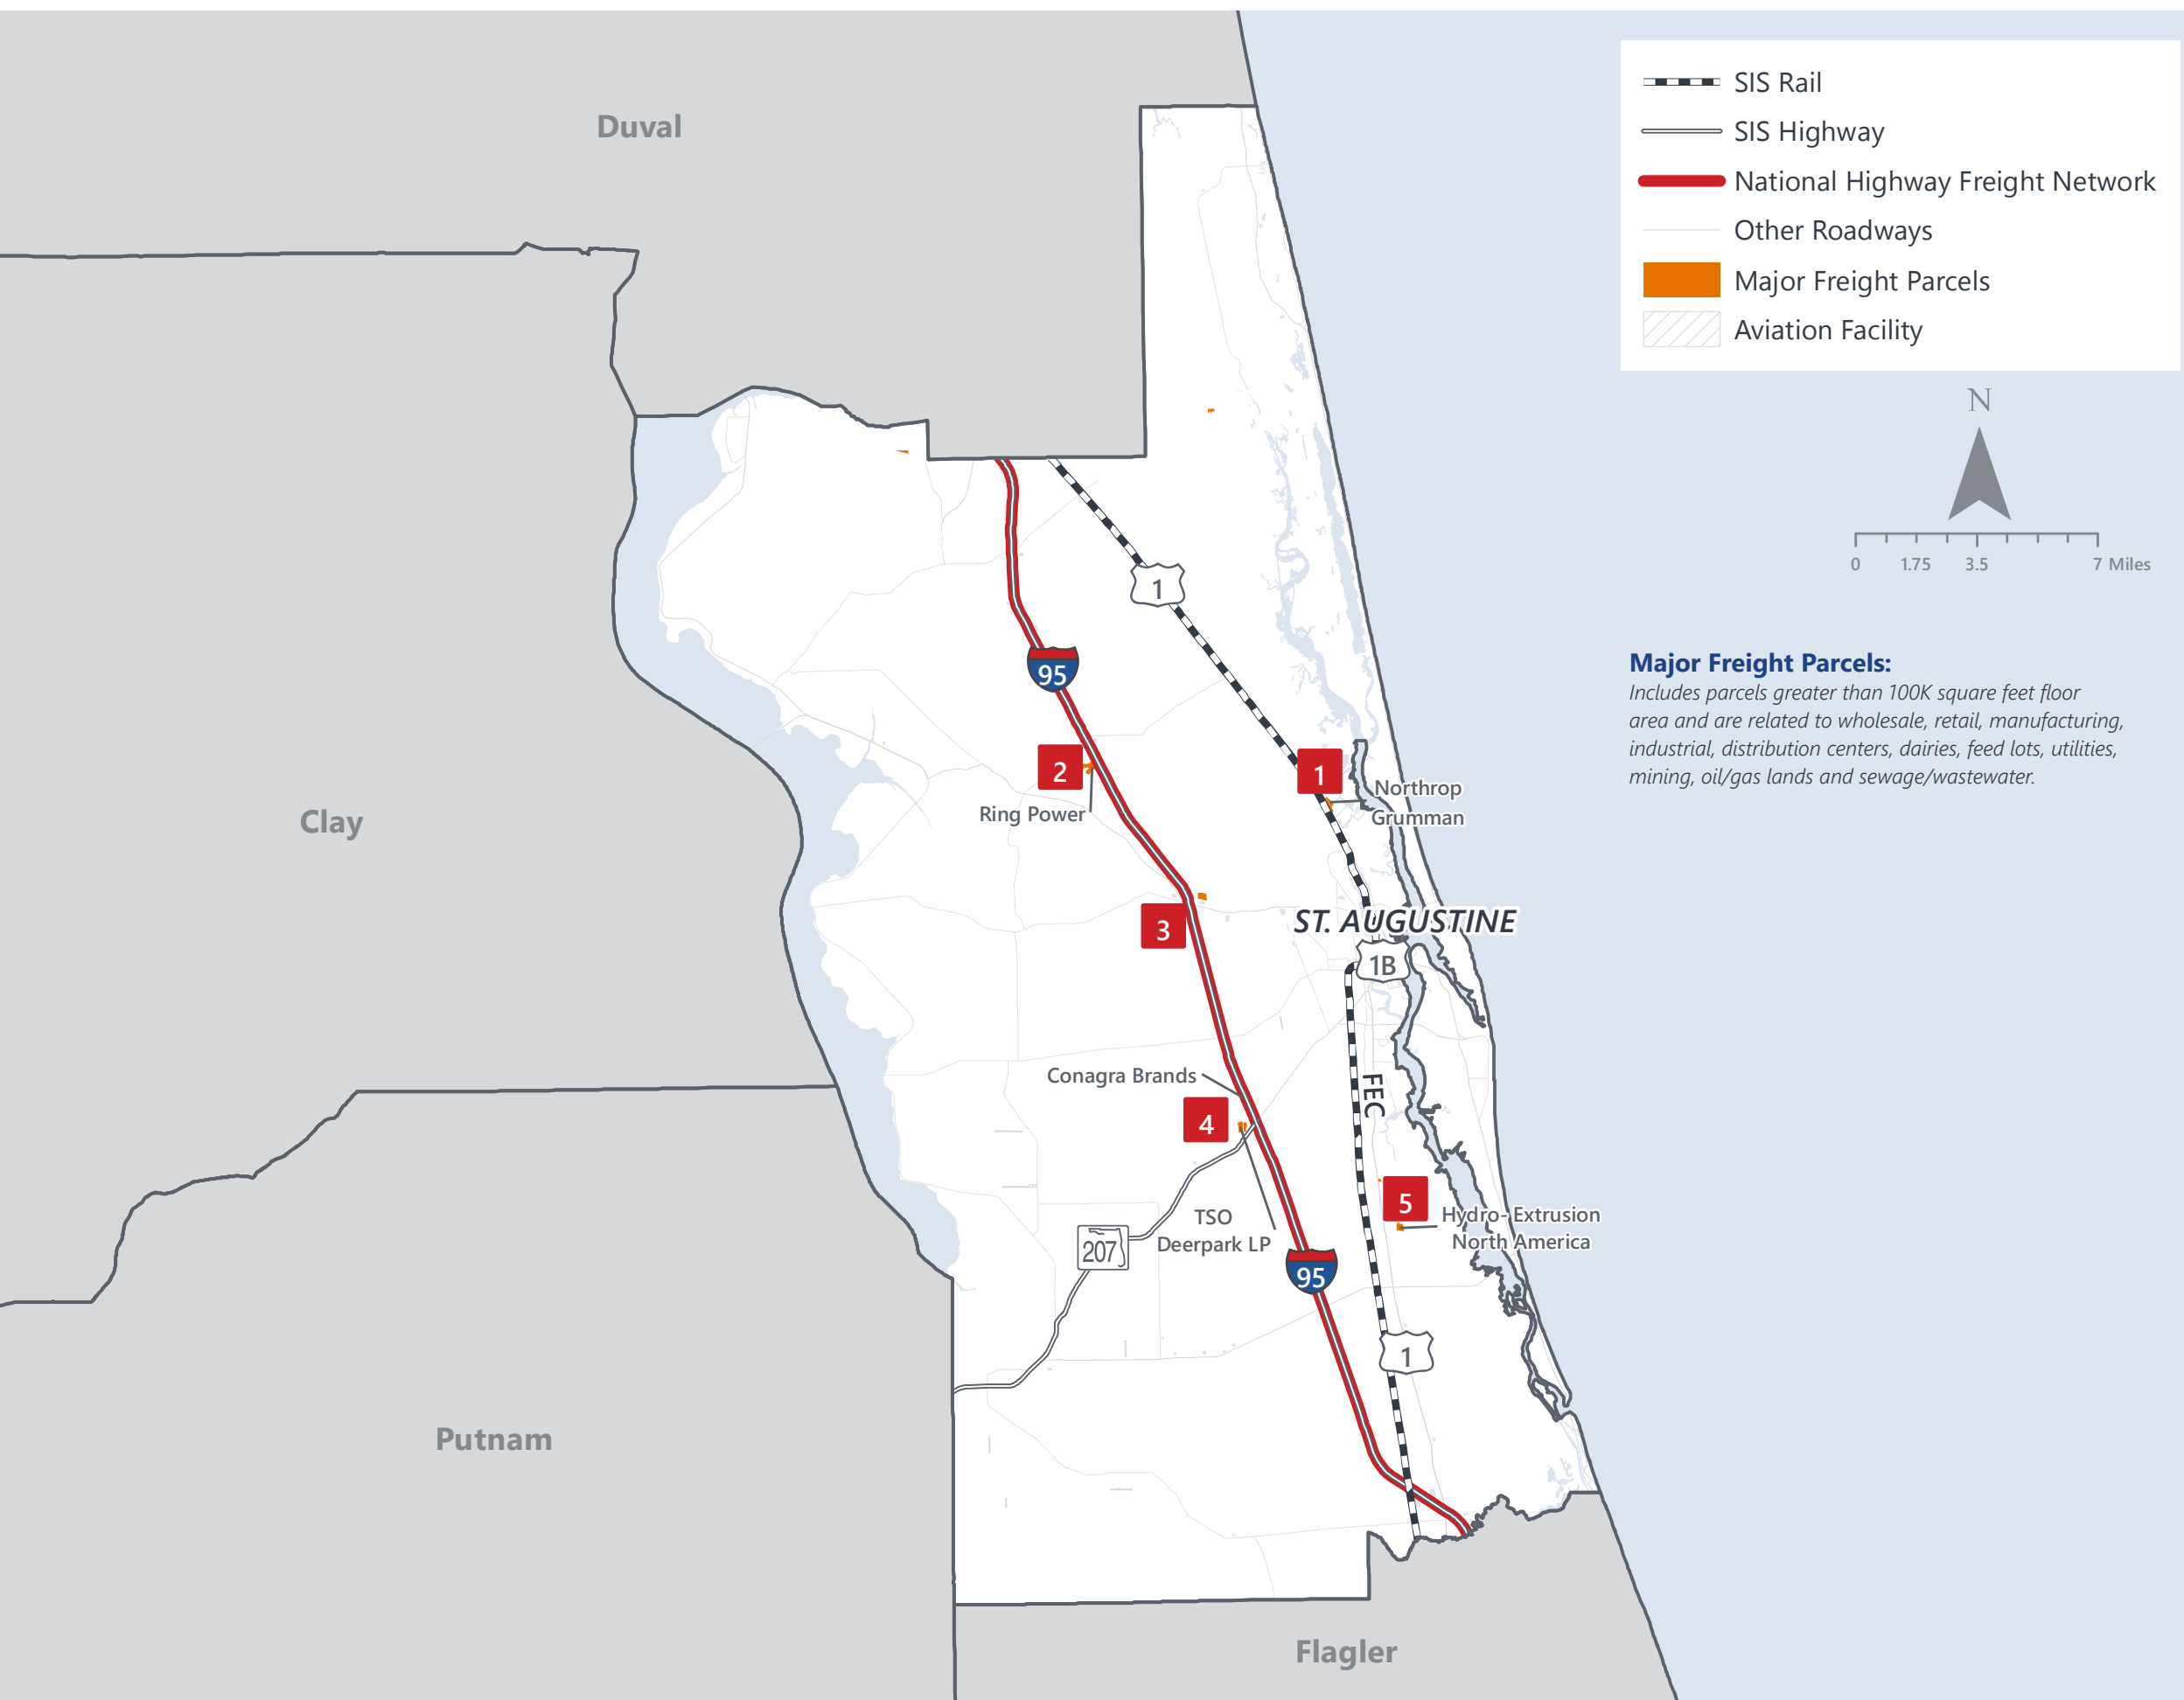 SIS Rail
SIS Highway
National Highway Freight Network
Other Roadways
Major Freight Parcels
Aviation Facility
N
0 1.75 3.5 7 Miles
Major Freight Parcels:
Includes parcels greater than 100K square feet floor
area and are related to wholesale, retail, manufacturing,
industrial, distribution centers, dairies, feed lots, utilities,
mining, oil/gas lands and sewage/wastewater.
Duval
Clay
Putnam
Flagler
1
95
2
Ring Power
1
Northrop
Grumman
3
ST. AUGUSTINE
1B
FEC
Conagra Brands
4
5
TSO
Deerpark LP
Hydro- Extrusion
North America
207
95
1